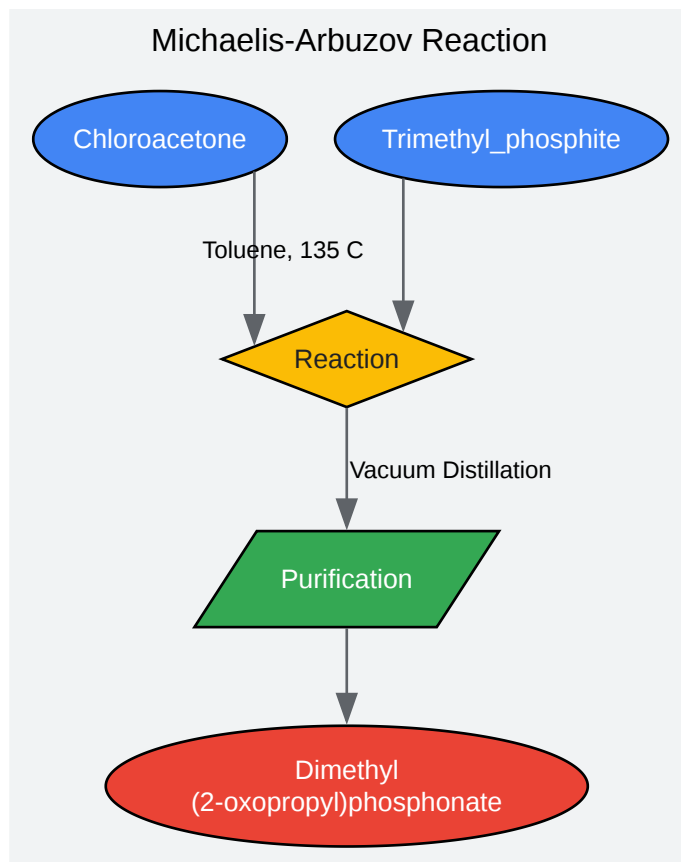 Michaelis-Arbuzov Reaction
Chloroacetone
Trimethyl_phosphite
Toluene, 135 C
Reaction
Vacuum Distillation
Purification
Dimethyl
(2-oxopropyl)phosphonate